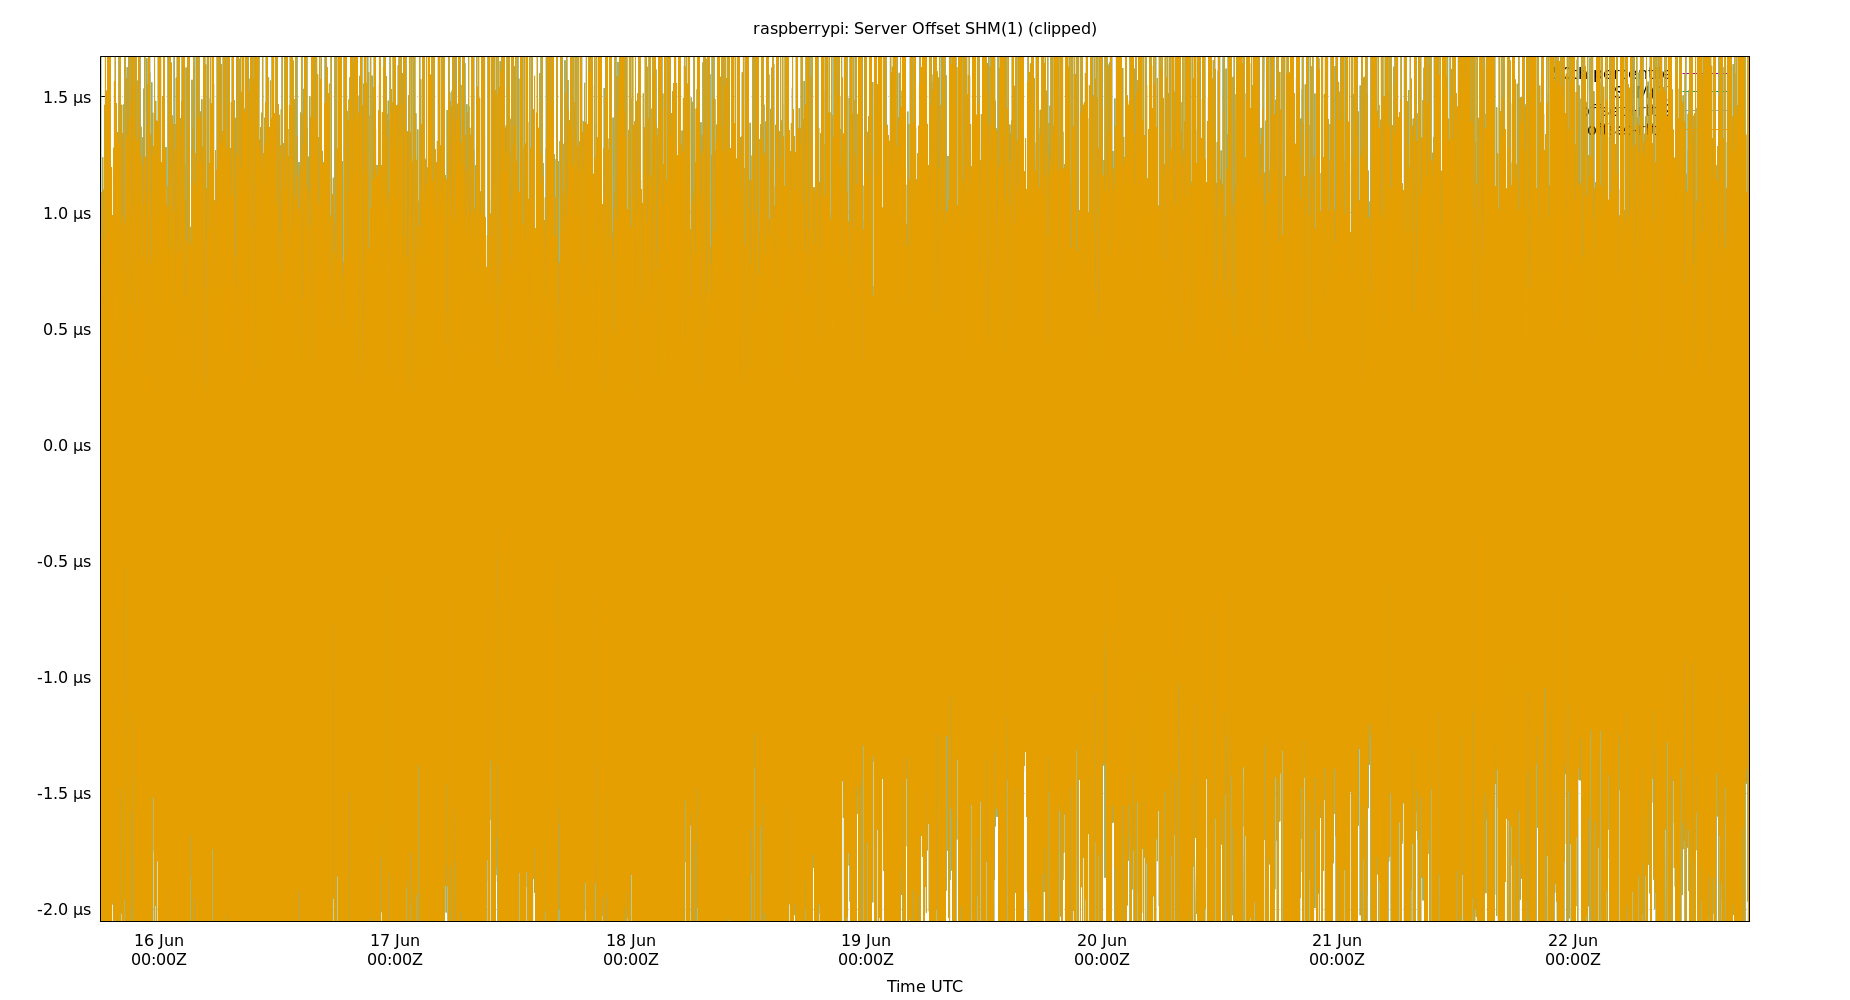 raspberrypi: Server Offset SHM(1) (clipped)
1.5 µs
1.0 µs
0.5 µs
0.0 µs
-0.5 µs
-1.0 µs
-1.5 µs
-2.0 µs
16 Jun 17 Jun 18 Jun 19 Jun 20 Jun 21 Jun 22 Jun
00:00Z 00:00Z 00:00Z 00:00Z 00:00Z 00:00Z 00:00Z
Time UTC